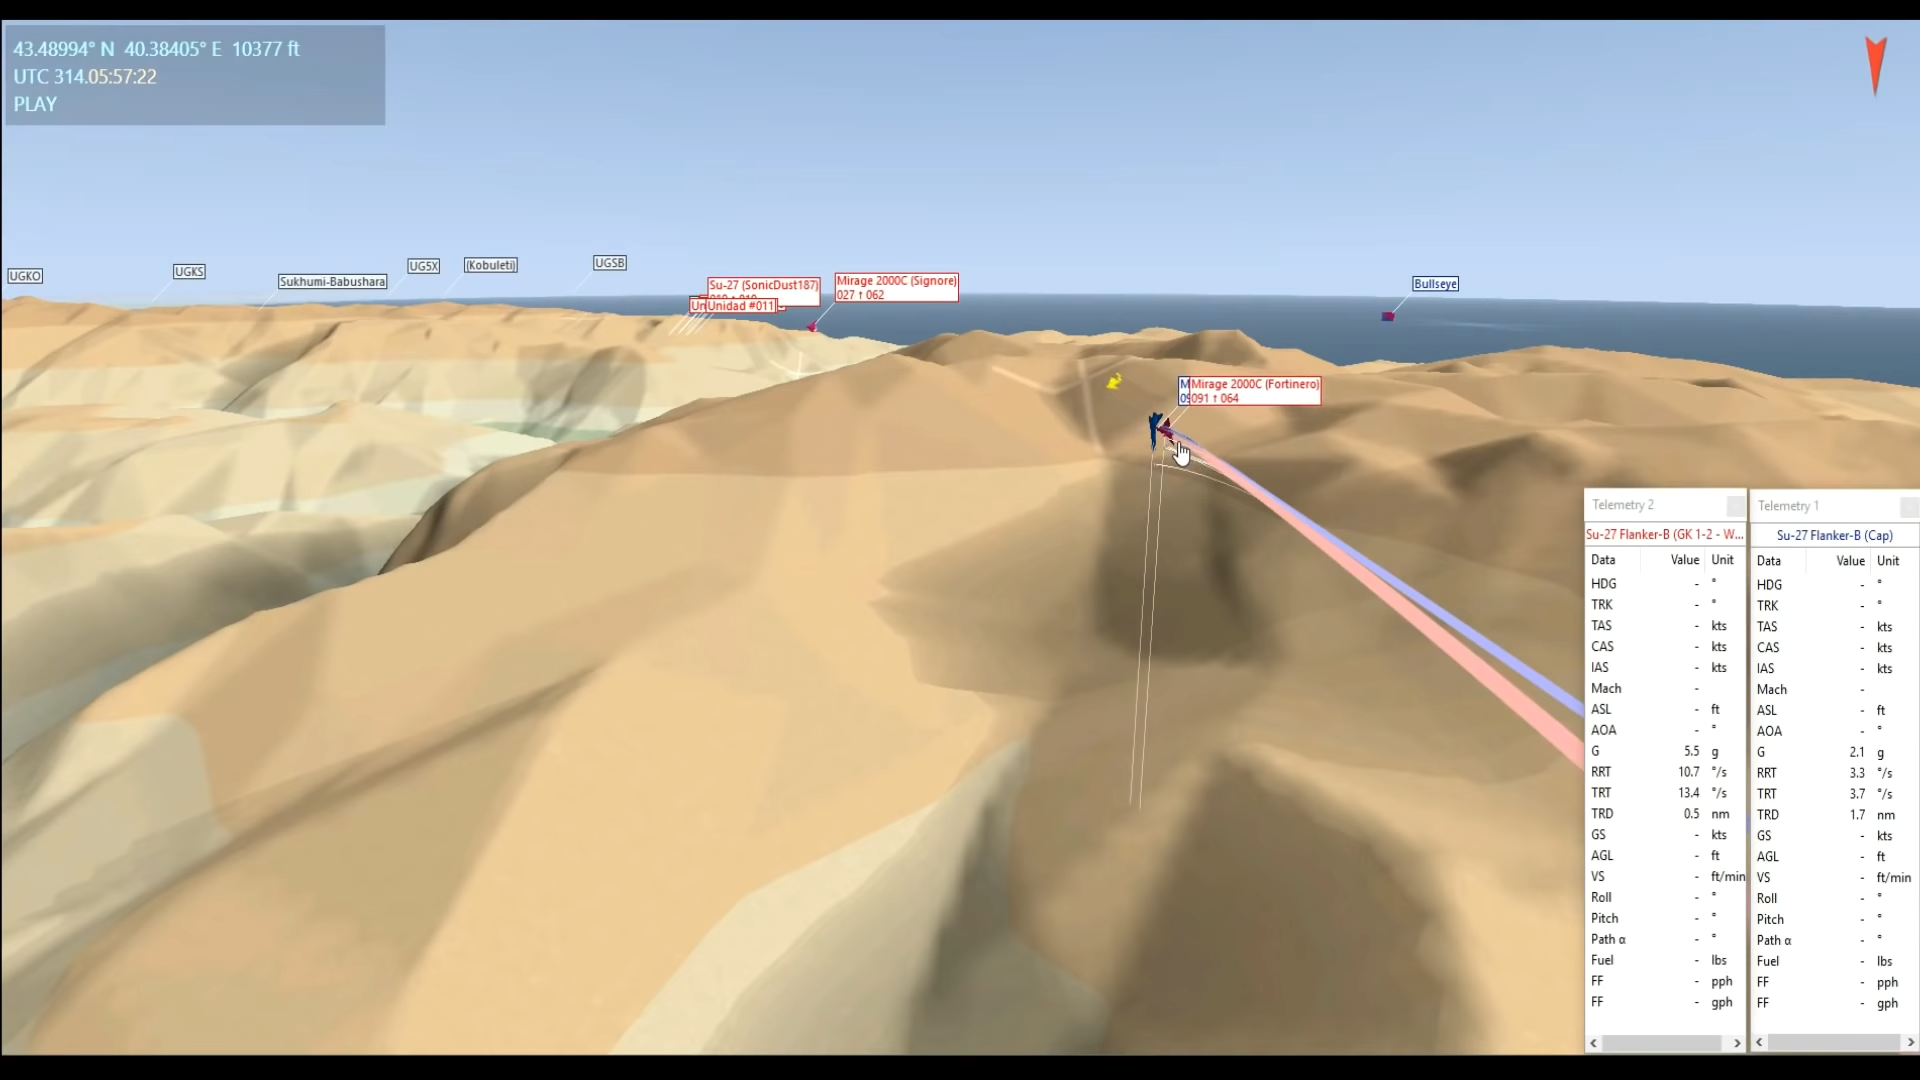 43.48994° N 40.38405° E 10377 ft
UTC 314.05:57:22
PLAY
UGKO
UGKS
Sukhumi-Babushara
UG5X
(Kobuleti)
UGSB
Su-27 (SonicDust187)
Unidad #011
Mirage 2000C (Signore)
027 ↑ 062
Bullseye
Mirage 2000C (Fortinero)
091 ↑ 064
Telemetry 2
Su-27 Flanker-B (GK 1-2 - W...
Data Value Unit
HDG - °
TRK - °
TAS - kts
CAS - kts
IAS - kts
Mach -
ASL - ft
AOA - °
G 5.5 g
RRT 10.7 °/s
TRT 13.4 °/s
TRD 0.5 nm
GS - kts
AGL - ft
VS - ft/min
Roll - °
Pitch - °
Path α - °
Fuel - lbs
FF - pph
FF - gph
Telemetry 1
Su-27 Flanker-B (Cap)
Data Value Unit
HDG - °
TRK - °
TAS - kts
CAS - kts
IAS - kts
Mach -
ASL - ft
AOA - °
G 2.1 g
RRT 3.3 °/s
TRT 3.7 °/s
TRD 1.7 nm
GS - kts
AGL - ft
VS - ft/min
Roll - °
Pitch - °
Path α - °
Fuel - lbs
FF - pph
FF - gph